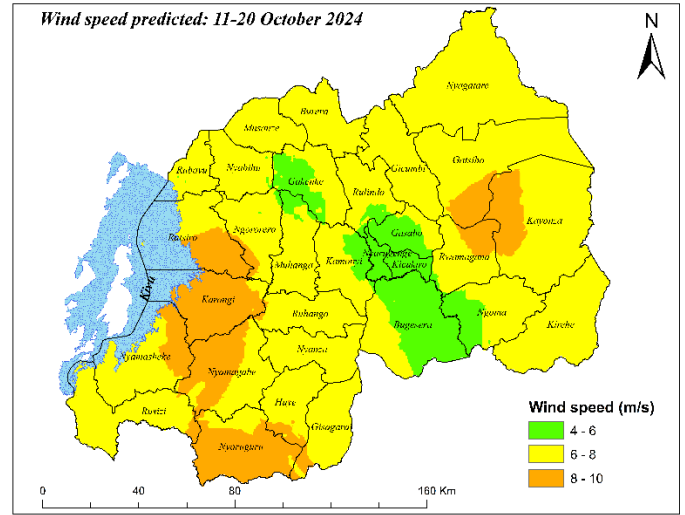 Wind speed predicted: 11-20 October 2024
N
Nyagatare
Burera
Musanze
Gatsibo
Rubavu
Nyabihu
Gakenke
Gicumbi
Rulindo
Kayonza
Rutsiro
Ngororero
Gasabo
Nyarugenge
Rwamagana
Muhanga
Kamonyi
Kicukiro
Kivu
Karongi
Ruhango
Bugesera
Ngoma
Kirehe
Nyamasheke
Nyanza
Nyamagabe
Rusizi
Huye
Gisagara
Nyaruguru
Wind speed (m/s)
4 - 6
6 - 8
8 - 10
0 40 80 160 Km